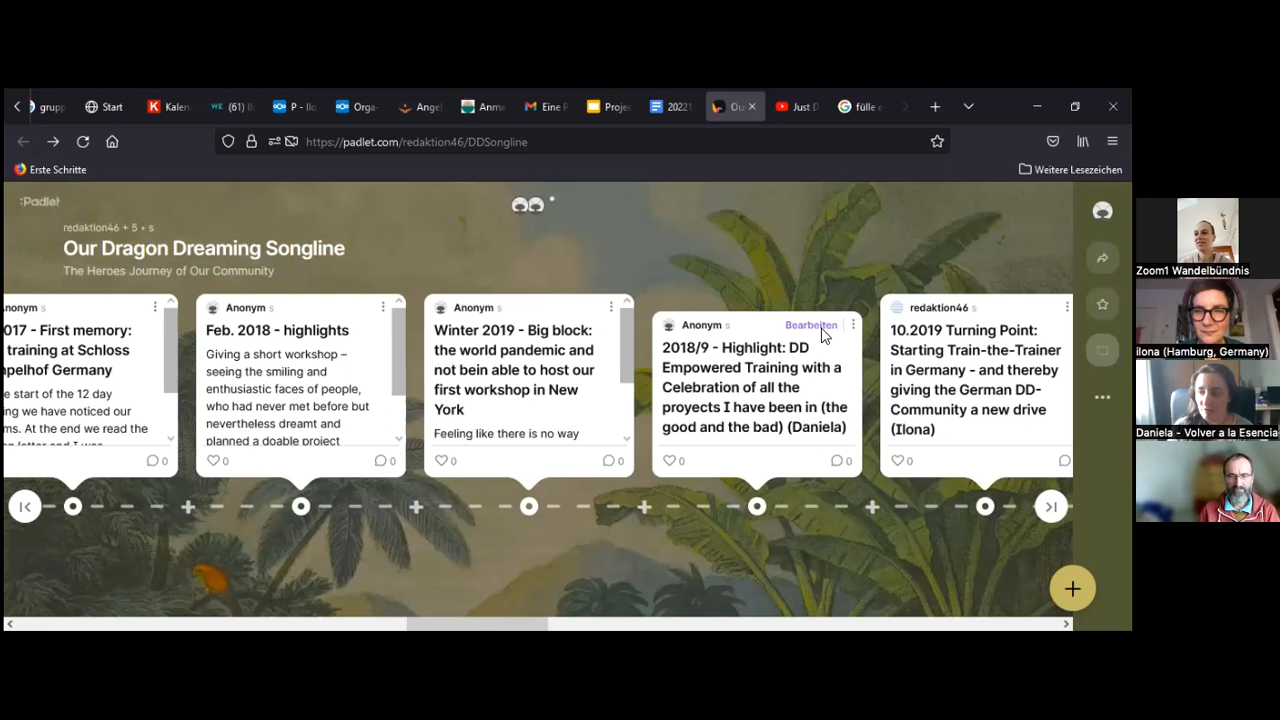 grup
Start
Kalen
(61) Il
P - Ilo
Orga-
Angel
Anme
Eine F
Projec
20221
Ou
Just D
fülle e
https://padlet.com/redaktion46/DDSongline
Erste Schritte
Weitere Lesezeichen
:Padlet
redaktion46 + 5 • s
Our Dragon Dreaming Songline
The Heroes Journey of Our Community
nonym s
017 - First memory:
training at Schloss
pelhof Germany
e start of the 12 day
ng we have noticed our
ms. At the end we read the
0
Anonym s
Feb. 2018 - highlights
Giving a short workshop –
seeing the smiling and
enthusiastic faces of people,
who had never met before but
nevertheless dreamt and
planned a doable project
0
0
Anonym s
Winter 2019 - Big block:
the world pandemic and
not bein able to host our
first workshop in New
York
Feeling like there is no way
0
0
Anonym s
Bearbeiten
2018/9 - Highlight: DD
Empowered Training with a
Celebration of all the
proyects I have been in (the
good and the bad) (Daniela)
0
0
redaktion46 s
10.2019 Turning Point:
Starting Train-the-Trainer
in Germany - and thereby
giving the German DD-
Community a new drive
(Ilona)
0
Zoom1 Wandelbündnis
ilona (Hamburg, Germany)
Daniela - Volver a la Esencia